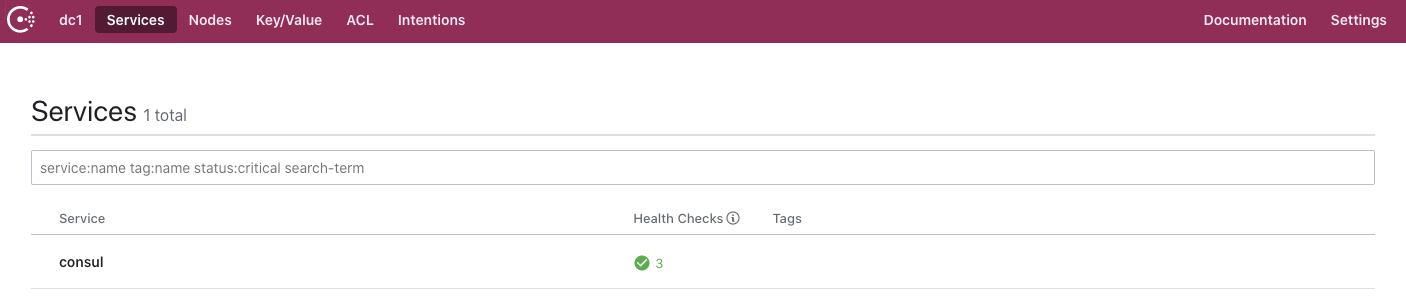 dc1 Services Nodes Key/Value ACL Intentions Documentation Settings
Services 1 total
service:name tag:name status:critical search-term
Service Health Checks Tags
consul 3